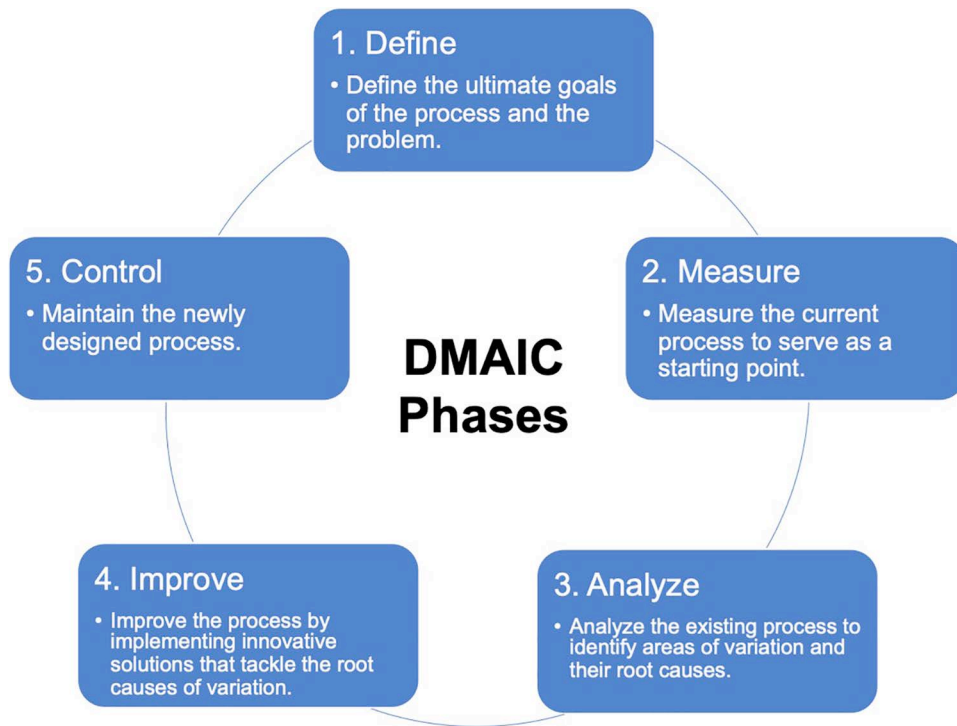 1. Define
• Define the ultimate goals
of the process and the
problem.
2. Measure
• Measure the current
process to serve as a
starting point.
3. Analyze
• Analyze the existing process to
identify areas of variation and
their root causes.
4. Improve
• Improve the process by
implementing innovative
solutions that tackle the root
causes of variation.
5. Control
• Maintain the newly
designed process.
DMAIC
Phases